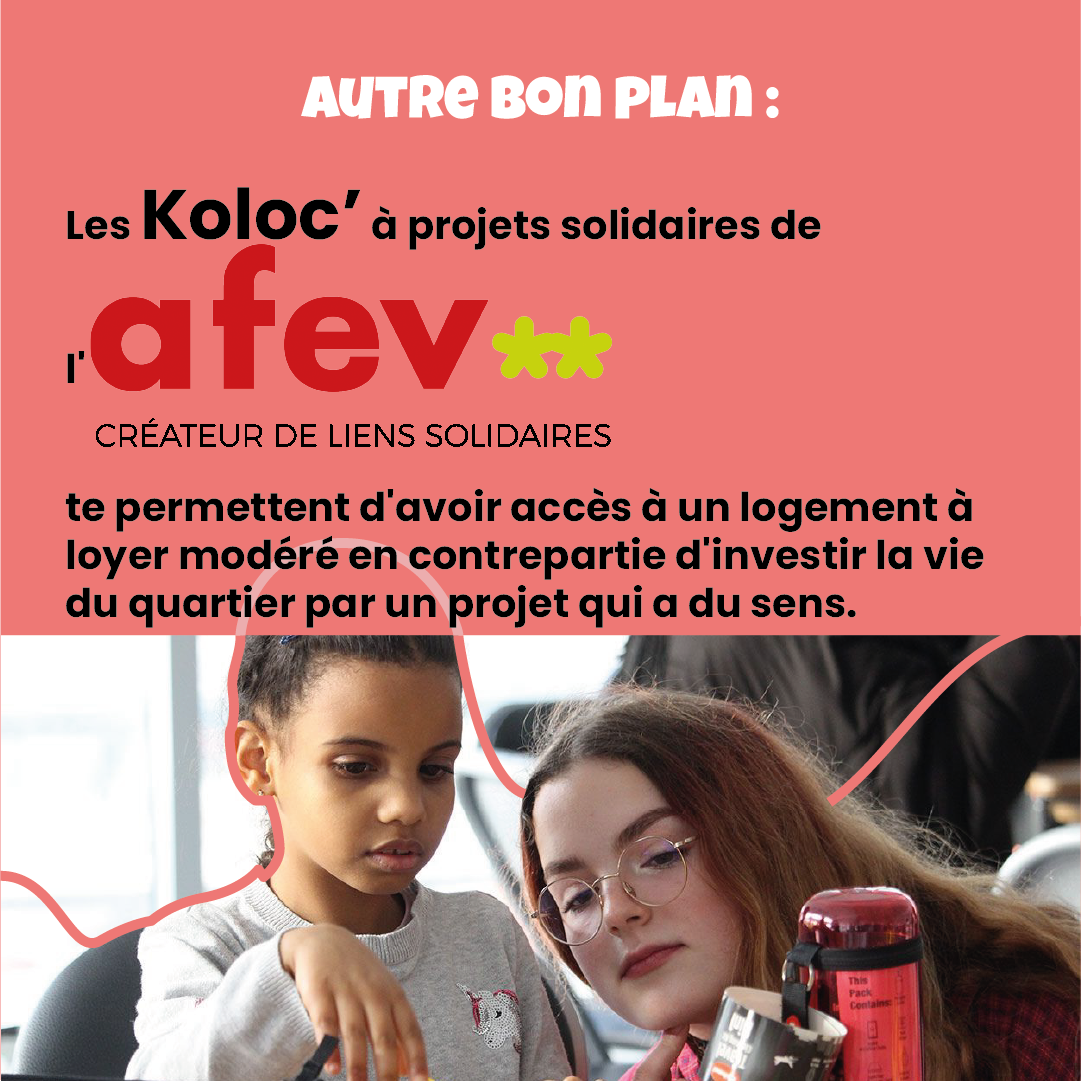 AUTRE BON PLAN :
Les Koloc' à projets solidaires de
l'afev**
CRÉATEUR DE LIENS SOLIDAIRES
te permettent d'avoir accès à un logement à
loyer modéré en contrepartie d'investir la vie
du quartier par un projet qui a du sens.
This
Pack
Contains: